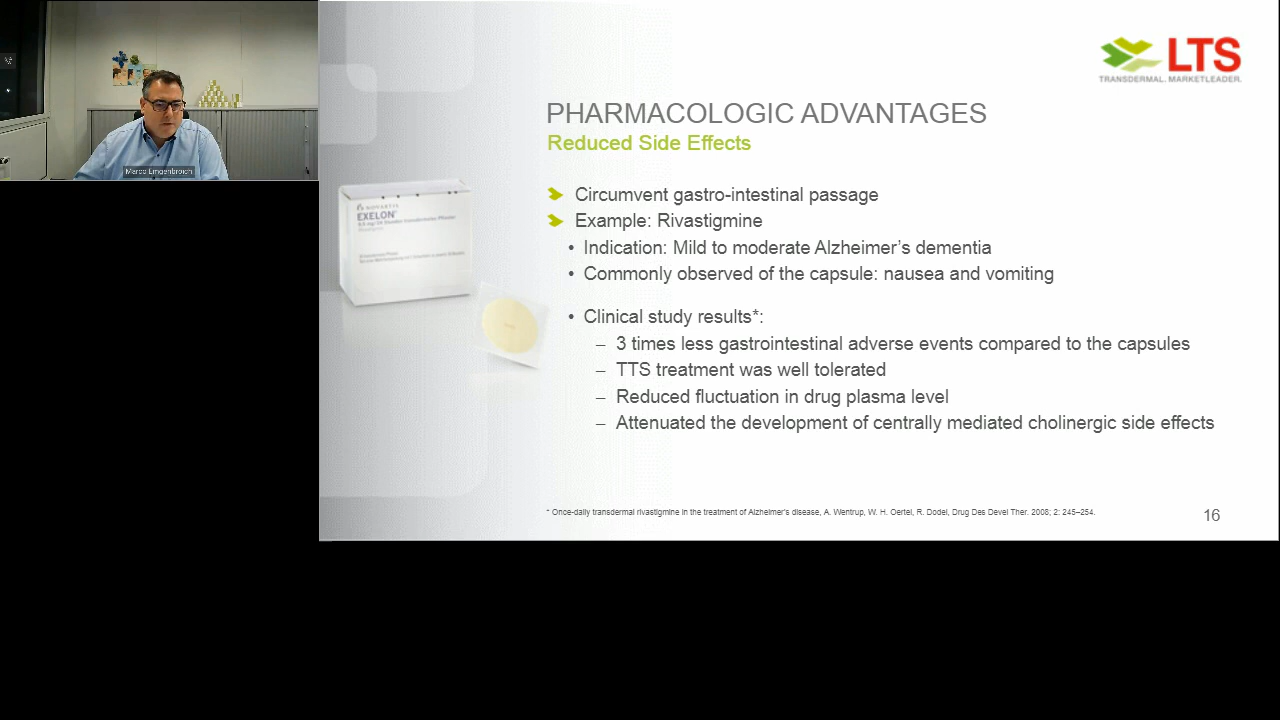 Marco Emgenbroich
LTS
TRANSDERMAL. MARKETLEADER.
PHARMACOLOGIC ADVANTAGES
Reduced Side Effects
Circumvent gastro-intestinal passage
Example: Rivastigmine
• Indication: Mild to moderate Alzheimer's dementia
• Commonly observed of the capsule: nausea and vomiting
• Clinical study results*:
– 3 times less gastrointestinal adverse events compared to the capsules
– TTS treatment was well tolerated
– Reduced fluctuation in drug plasma level
– Attenuated the development of centrally mediated cholinergic side effects
NOVARTIS
EXELON
* Once-daily transdermal rivastigmine in the treatment of Alzheimer's disease, A. Wentrup, W. H. Oertel, R. Dodel, Drug Des Devel Ther. 2008; 2: 245–254.
16